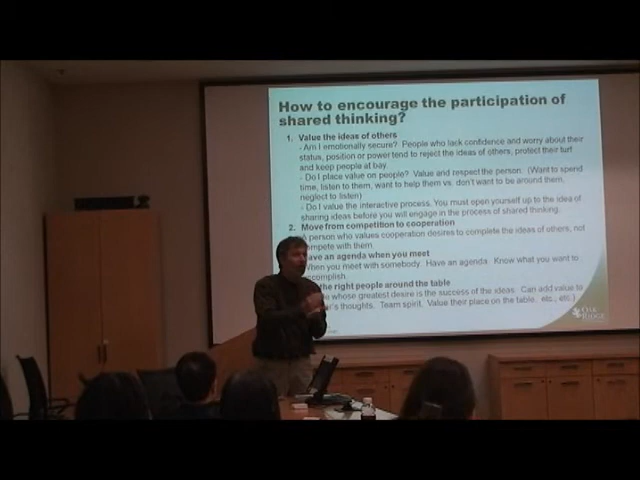 How to encourage the participation of
shared thinking?
1. Value the ideas of others
- Am I emotionally secure? People who lack confidence and worry about their
status, position or power tend to reject the ideas of others, protect their turf
and keep people at bay.
- Do I place value on people? Value and respect the person. (Want to spend
time, listen to them, want to help them vs. don't want to be around them,
neglect to listen)
- Do I value the interactive process. You must open yourself up to the idea of
sharing ideas before you will engage in the process of shared thinking.
2. Move from competition to cooperation
A person who values cooperation desires to complete the ideas of others, not
compete with them
ave an agenda when you meet
When you meet with somebody. Have an agenda. Know what you want to
complish.
the right people around the table
whose greatest desire is the success of the ideas. Can add value to
er's thoughts. Team spirit. Value their place on the table. etc., etc.)
OAK
RIDGE